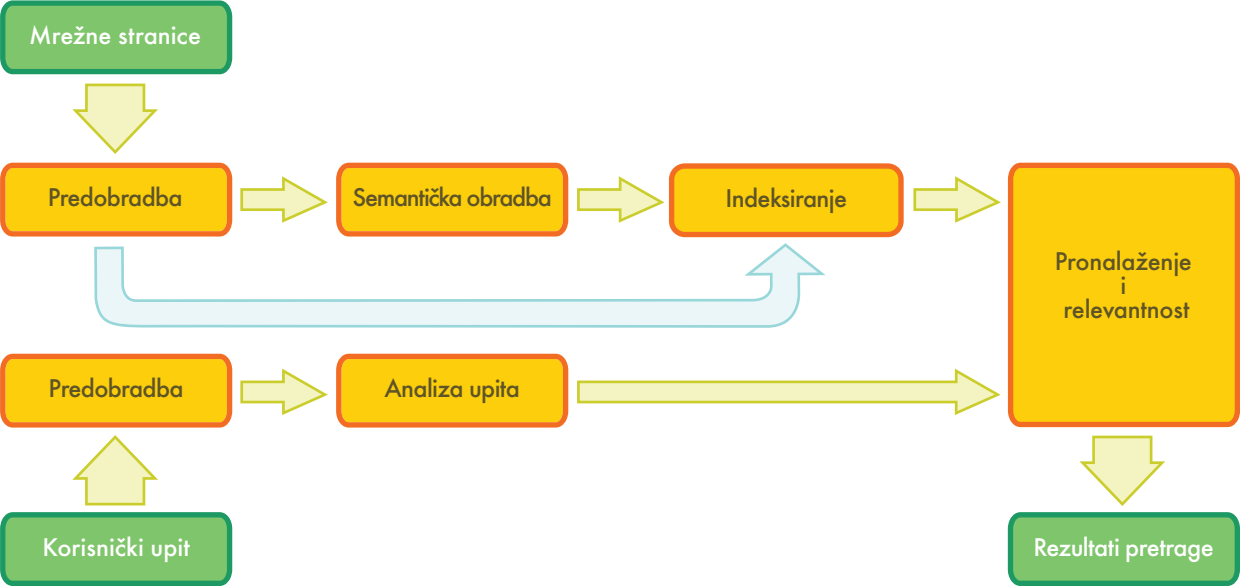 Mrežne stranice
Predobradba
Semantička obradba
Indeksiranje
Pronalaženje
i
relevantnost
Predobradba
Analiza upita
Korisnički upit
Rezultati pretrage